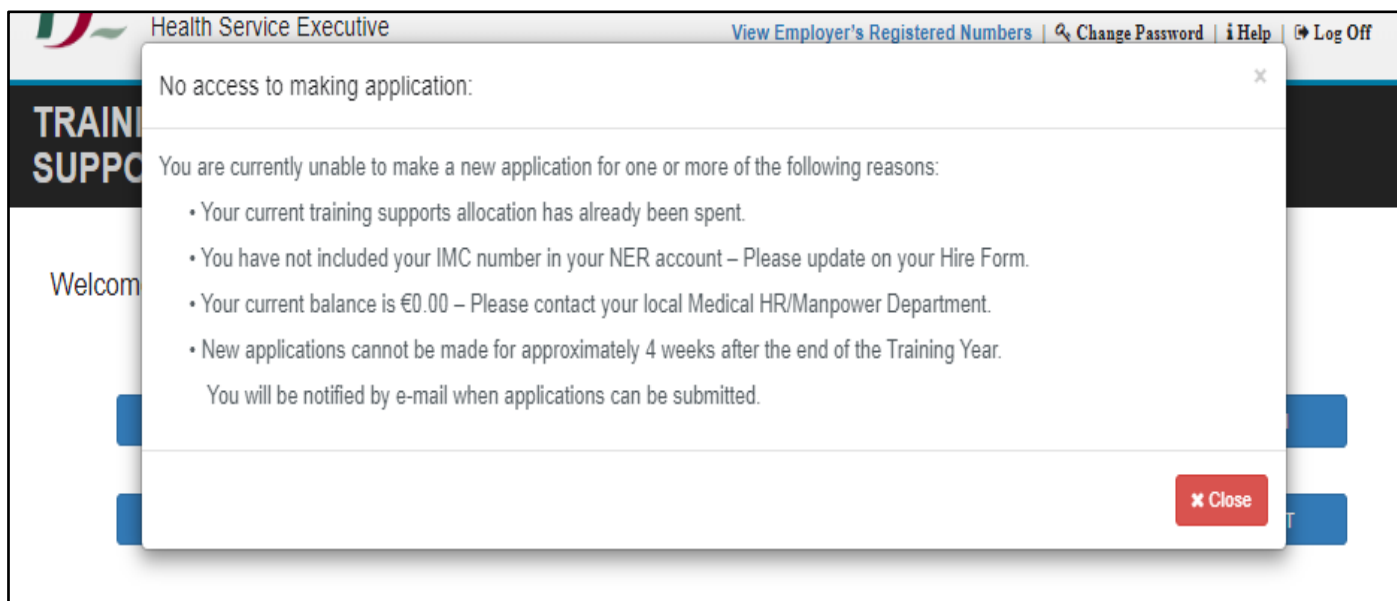 Health Service Executive
View Employer's Registered Numbers | Change Password | i Help | Log Off
No access to making application: ×
TRAINI
SUPPO
You are currently unable to make a new application for one or more of the following reasons:
• Your current training supports allocation has already been spent.
• You have not included your IMC number in your NER account – Please update on your Hire Form.
Welcom
• Your current balance is €0.00 – Please contact your local Medical HR/Manpower Department.
• New applications cannot be made for approximately 4 weeks after the end of the Training Year.
You will be notified by e-mail when applications can be submitted.
✖ Close
T